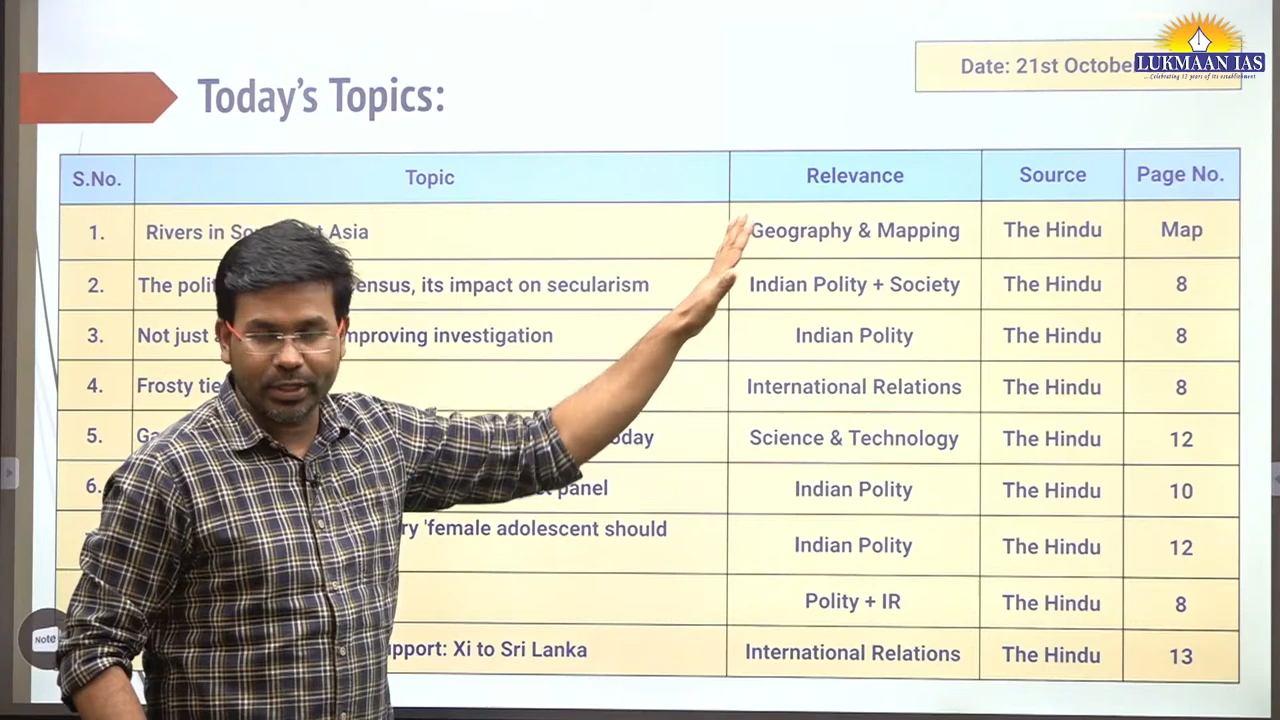 LUKMAAN IAS
...Celebrating 12 years of its establishment
Date: 21st Octobe
Today's Topics:
S.No. Topic Relevance Source Page No.
1. Rivers in So t Asia Geography & Mapping The Hindu Map
2. The polit ensus, its impact on secularism Indian Polity + Society The Hindu 8
3. Not just mproving investigation Indian Polity The Hindu 8
4. Frosty tie International Relations The Hindu 8
5. Ga oday Science & Technology The Hindu 12
6. panel Indian Polity The Hindu 10
ry 'female adolescent should Indian Polity The Hindu 12
Polity + IR The Hindu 8
pport: Xi to Sri Lanka International Relations The Hindu 13
Note